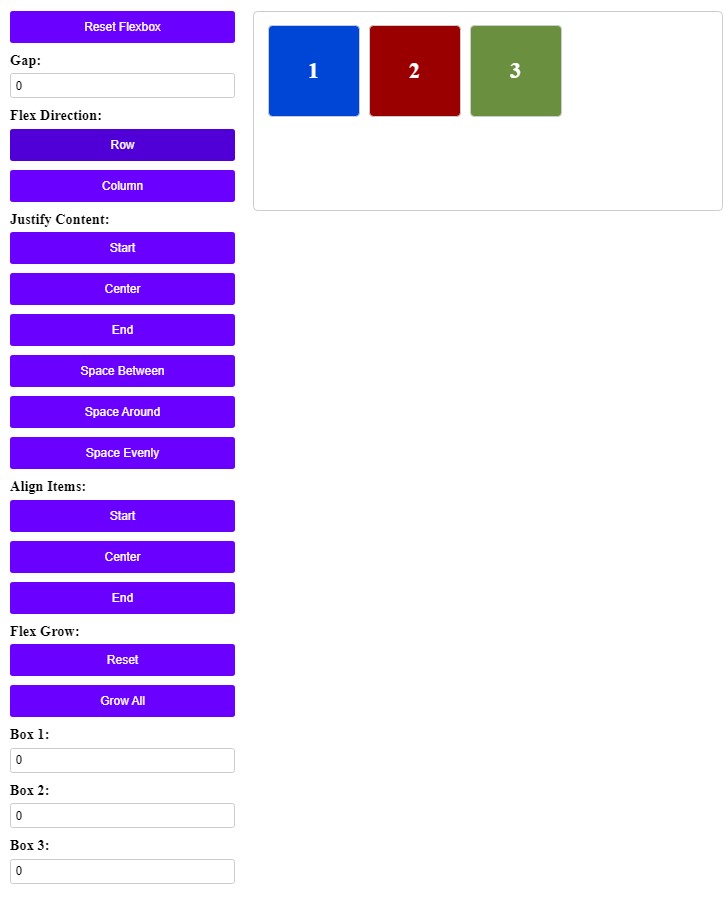 Reset Flexbox
Gap:
0
Flex Direction:
Row
Column
Justify Content:
Start
Center
End
Space Between
Space Around
Space Evenly
Align Items:
Start
Center
End
Flex Grow:
Reset
Grow All
Box 1:
0
Box 2:
0
Box 3:
0
1 2 3